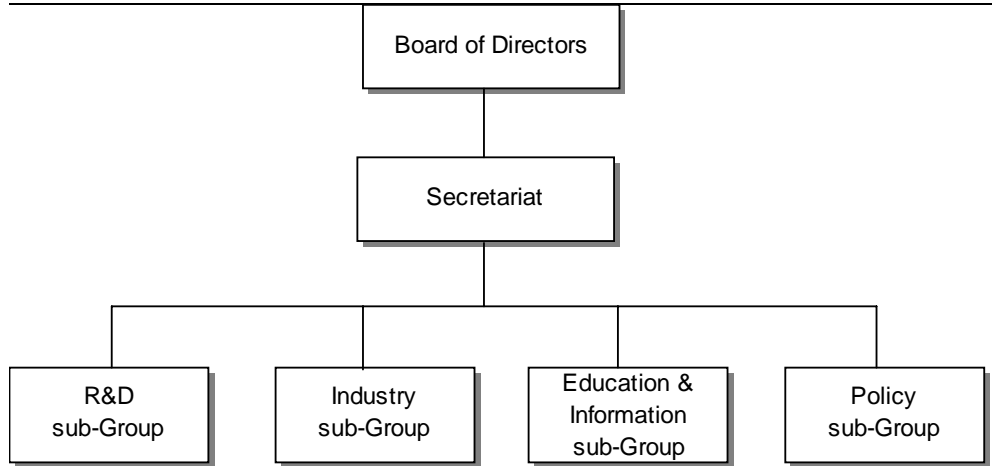 Board of Directors
Secretariat
R&D
sub-Group
Industry
sub-Group
Education &
Information
sub-Group
Policy
sub-Group